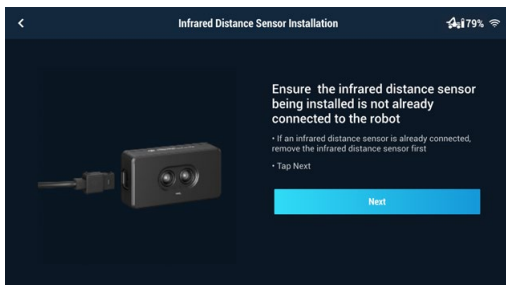 Infrared Distance Sensor Installation
79%
Ensure the infrared distance sensor
being installed is not already
connected to the robot
• If an infrared distance sensor is already connected,
remove the infrared distance sensor first
• Tap Next
Next